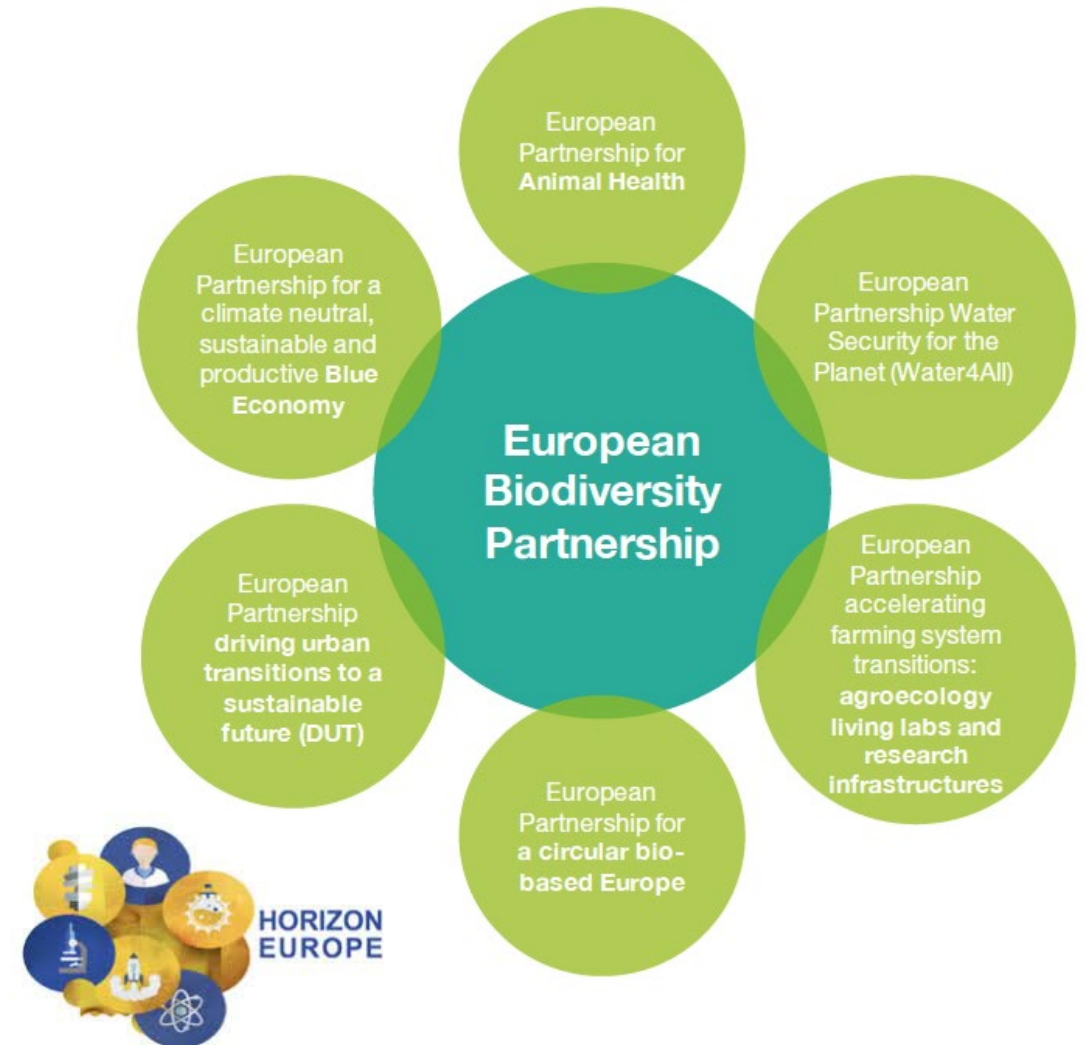 European
Partnership for
Animal Health
European
Partnership for a
climate neutral,
sustainable and
productive Blue
Economy
European
Partnership Water
Security for the
Planet (Water4All)
European
Biodiversity
Partnership
European
Partnership
driving urban
transitions to a
sustainable
future (DUT)
European
Partnership
accelerating
farming system
transitions:
agroecology
living labs and
research
infrastructures
European
Partnership for
a circular bio-
based Europe
HORIZON
EUROPE